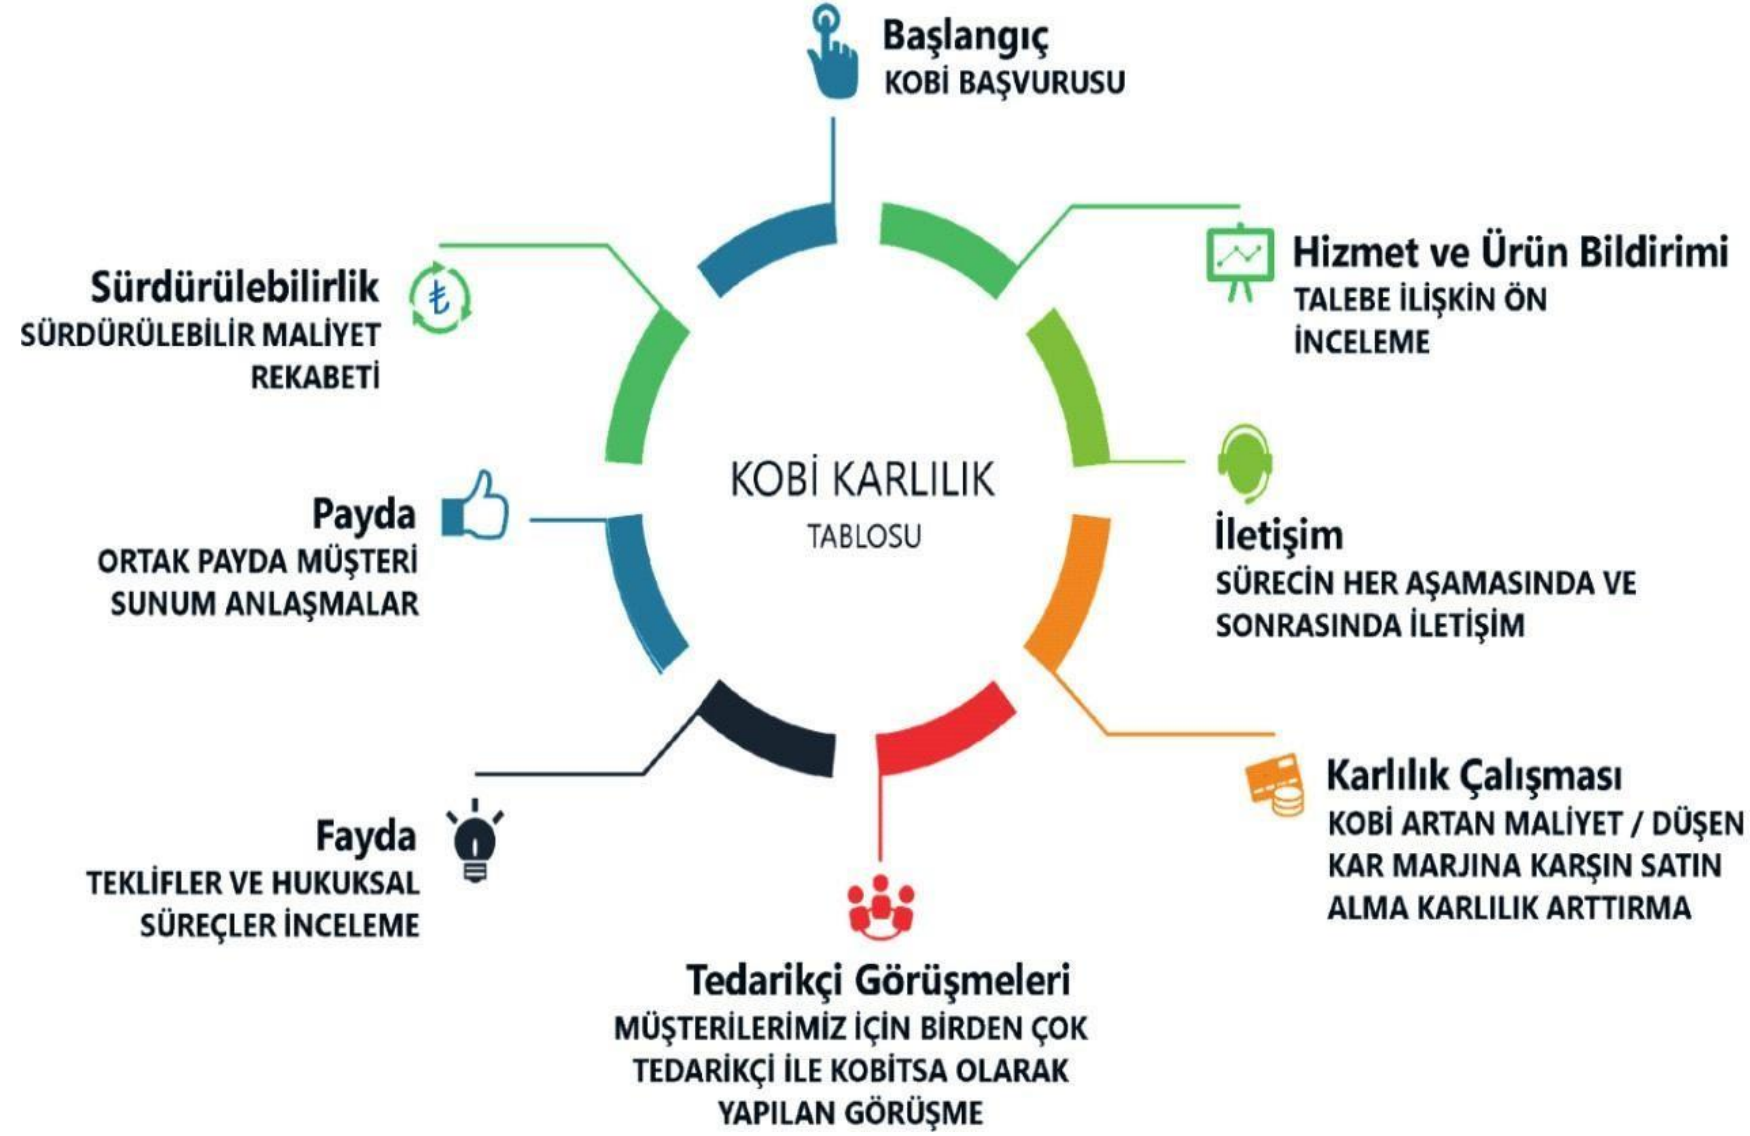 Başlangıç
KOBİ BAŞVURUSU
Hizmet ve Ürün Bildirimi
TALEBE İLİŞKİN ÖN
İNCELEME
İletişim
SÜRECİN HER AŞAMASINDA VE
SONRASINDA İLETİŞİM
Karlılık Çalışması
KOBİ ARTAN MALİYET / DÜŞEN
KAR MARJINA KARŞIN SATIN
ALMA KARLILIK ARTTIRMA
Tedarikçi Görüşmeleri
MÜŞTERİLERİMİZ İÇİN BİRDEN ÇOK
TEDARİKÇİ İLE KOBİTSA OLARAK
YAPILAN GÖRÜŞME
Fayda
TEKLİFLER VE HUKUKSAL
SÜREÇLER İNCELEME
Payda
ORTAK PAYDA MÜŞTERİ
SUNUM ANLAŞMALAR
Sürdürülebilirlik
SÜRDÜRÜLEBİLİR MALİYET
REKABETİ
₺
KOBİ KARLILIK
TABLOSU